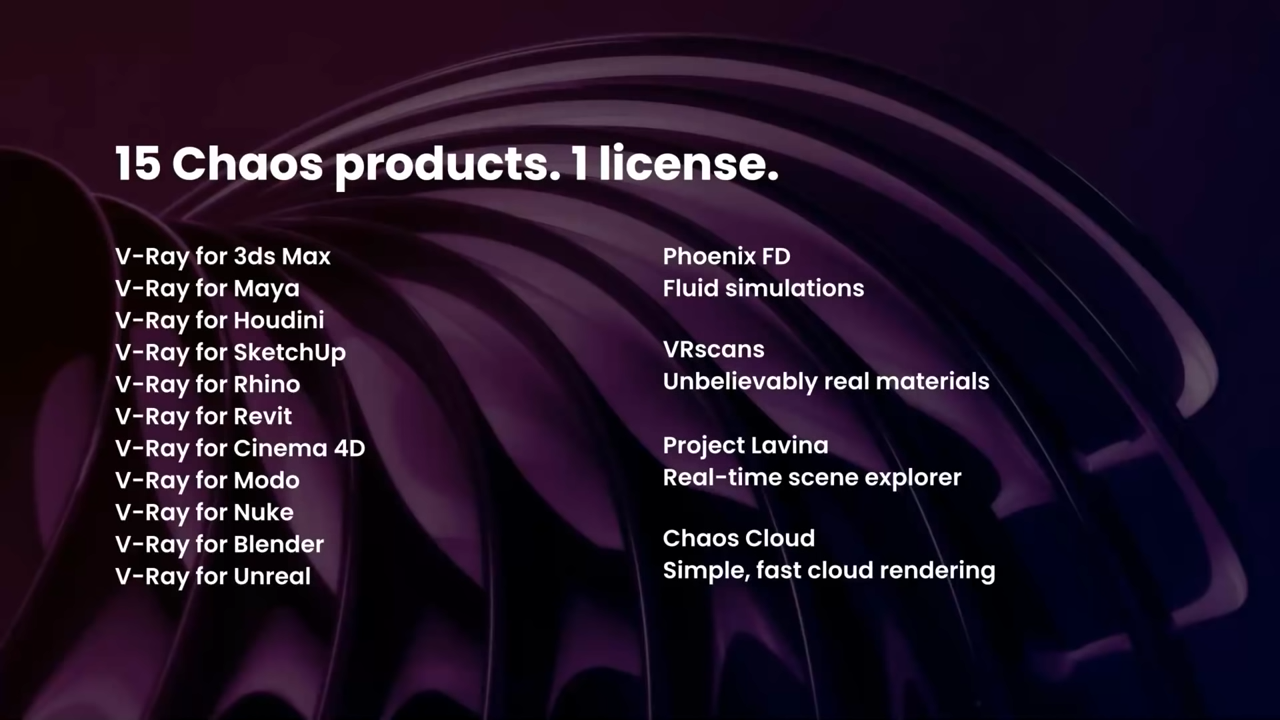 15 Chaos products. 1 license.
V-Ray for 3ds Max
V-Ray for Maya
V-Ray for Houdini
V-Ray for SketchUp
V-Ray for Rhino
V-Ray for Revit
V-Ray for Cinema 4D
V-Ray for Modo
V-Ray for Nuke
V-Ray for Blender
V-Ray for Unreal
Phoenix FD
Fluid simulations
VRscans
Unbelievably real materials
Project Lavina
Real-time scene explorer
Chaos Cloud
Simple, fast cloud rendering